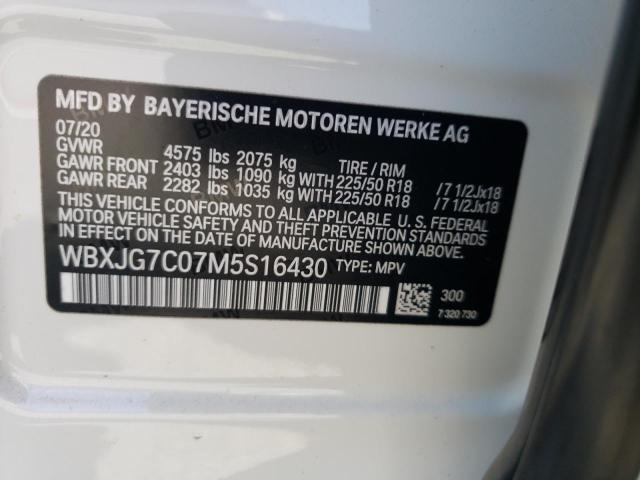 MFD BY BAYERISCHE MOTOREN WERKE AG
07/20
GVWR 4575 lbs 2075 kg TIRE / RIM
GAWR FRONT 2403 lbs 1090 kg WITH 225/50 R18 /7 1/2Jx18
GAWR REAR 2282 lbs 1035 kg WITH 225/50 R18 /7 1/2Jx18
THIS VEHICLE CONFORMS TO ALL APPLICABLE U. S. FEDERAL
MOTOR VEHICLE SAFETY AND THEFT PREVENTION STANDARDS
IN EFFECT ON THE DATE OF MANUFACTURE SHOWN ABOVE.
WBXJG7C07M5S16430 TYPE: MPV
300
7 320 730